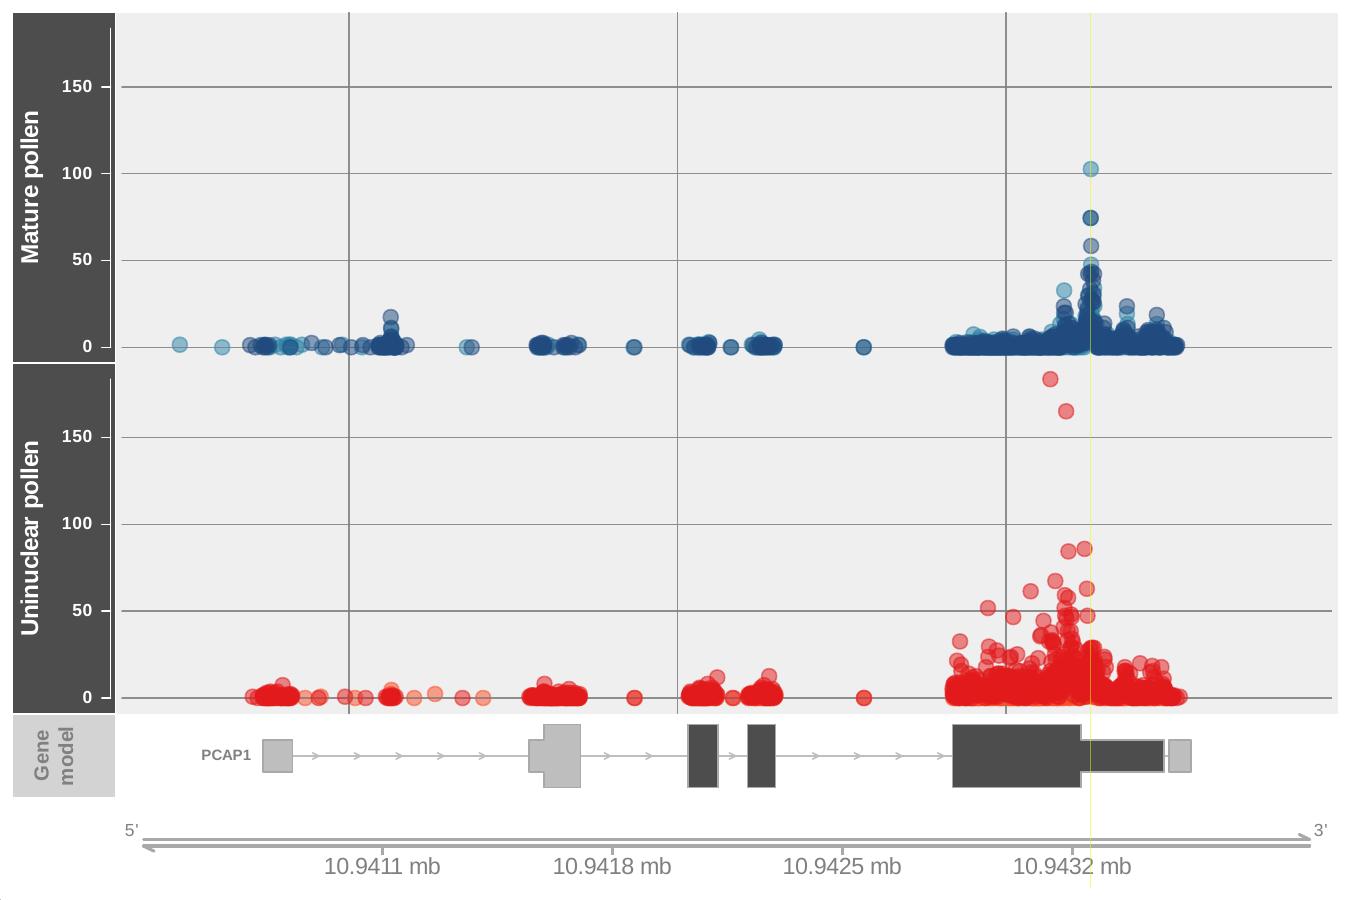 Mature pollen
150
100
50
0
Uninuclear pollen
150
100
50
0
Gene
model
PCAP1
5'
3'
10.9411 mb
10.9418 mb
10.9425 mb
10.9432 mb